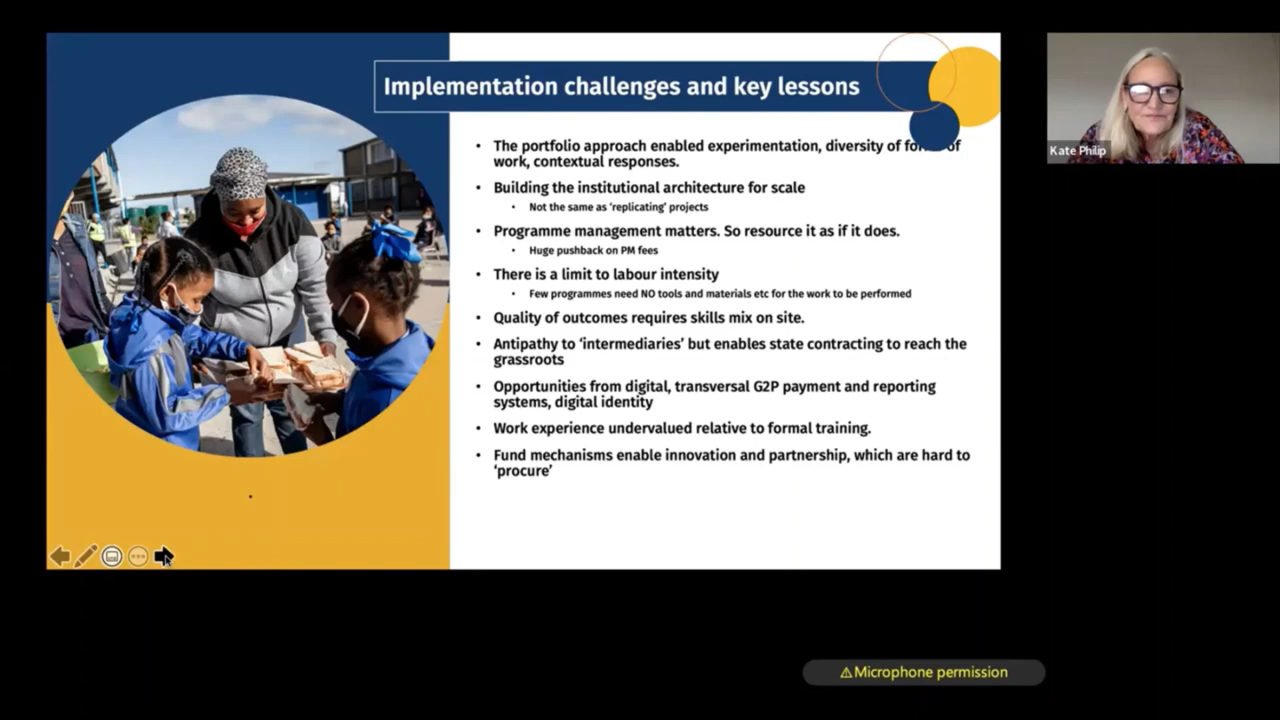 Implementation challenges and key lessons
• The portfolio approach enabled experimentation, diversity of of
work, contextual responses.
• Building the institutional architecture for scale
• Not the same as ‘replicating’ projects
• Programme management matters. So resource it as if it does.
• Huge pushback on PM fees
• There is a limit to labour intensity
• Few programmes need NO tools and materials etc for the work to be performed
• Quality of outcomes requires skills mix on site.
• Antipathy to ‘intermediaries’ but enables state contracting to reach the
grassroots
• Opportunities from digital, transversal G2P payment and reporting
systems, digital identity
• Work experience undervalued relative to formal training.
• Fund mechanisms enable innovation and partnership, which are hard to
‘procure’
Kate Philip
⚠Microphone permission